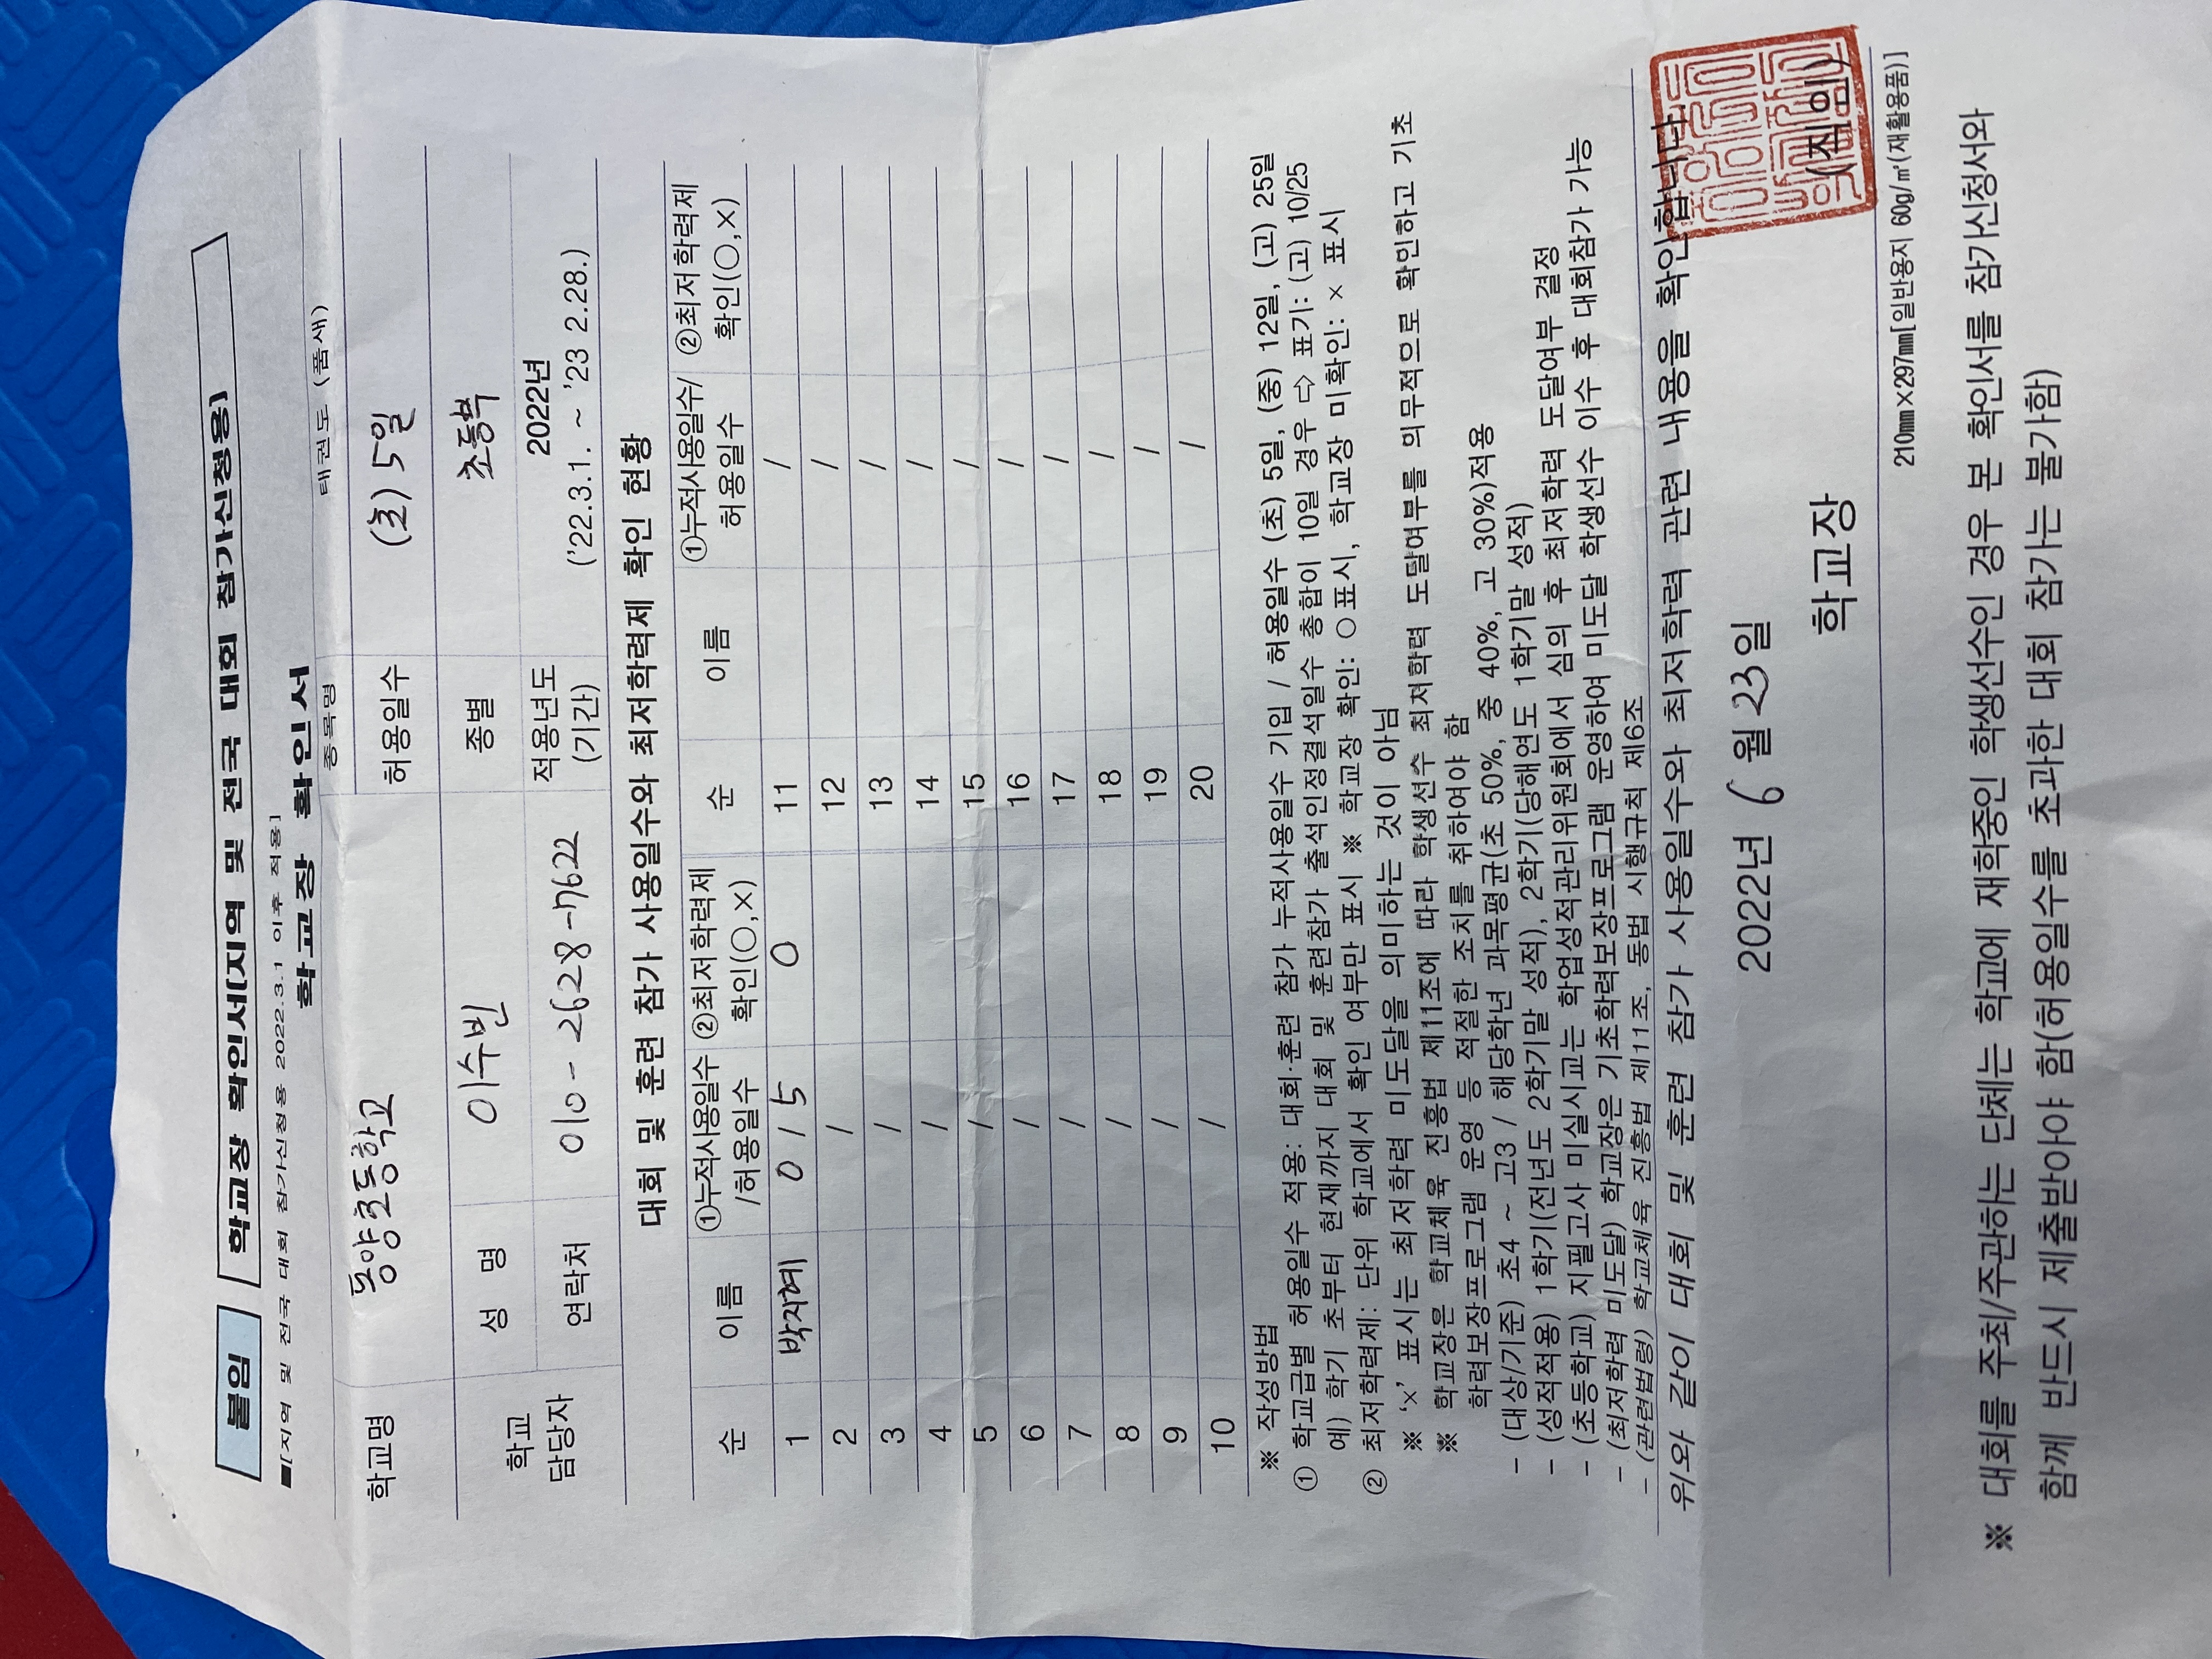 붙임 학교장 확인서[지역 및 전국 대회 참가신청용]
■[지역 및 전국 대회 참가신청용 2022.3.1 이후 적용]
학교장 확인서
학교명 동양초등학교 종목명 태권도 (품새)
허용일수 (초) 5일
학교 담당자 성 명 이수빈 종별 초등부
연락처 010-2628-7622 적용년도 (기간) 2022년 ('22.3.1. ~ '23 2.28.)
대회 및 훈련 참가 사용일수와 최저학력제 확인 현황
순 이름 ①누적사용일수 /허용일수 ②최저학력제 확인(○,×) 순 이름 ①누적사용일수/ 허용일수 ②최저학력제 확인(○,×)
1 박지혜 0 / 5 0 11 /
2 / 12 /
3 / 13 /
4 / 14 /
5 / 15 /
6 / 16 /
7 / 17 /
8 / 18 /
9 / 19 /
10 / 20 /
※ 작성방법
① 학교급별 허용일수 적용: 대회·훈련 참가 누적사용일수 기입 / 허용일수 (초) 5일, (중) 12일, (고) 25일
예) 학기 초부터 현재까지 대회 및 훈련참가 출석인정결석일수 총합이 10일 경우 ⇨ 표기: (고) 10/25
② 최저학력제: 단위 학교에서 확인 여부만 표시 ※ 학교장 확인: ○ 표시, 학교장 미확인: × 표시
※ '×' 표시는 최저학력 미도달을 의미하는 것이 아님
※ 학교장은 학교체육 진흥법 제11조에 따라 학생선수 최저학력 도달여부를 의무적으로 확인하고 기초
학력보장프로그램 운영 등 적절한 조치를 취하여야 함
- (대상/기준) 초4 ~ 고3 / 해당학년 과목평균(초 50%, 중 40%, 고 30%)적용
- (성적적용) 1학기(전년도 2학기말 성적), 2학기(당해연도 1학기말 성적)
- (초등학교) 지필고사 미실시교는 학업성적관리위원회에서 심의 후 최저학력 도달여부 결정
- (최저학력 미도달) 학교장은 기초학력보장프로그램 운영하여 미도달 학생선수 이수 후 대회참가 가능
- (관련법령) 학교체육 진흥법 제11조, 동법 시행규칙 제6조
위와 같이 대회 및 훈련 참가 사용일수와 최저학력 관련 내용을 확인합니다.
2022년 6 월 23일
학교장 (직인)
210㎜×297㎜[일반용지 60g/㎡(재활용품)]
※ 대회를 주최/주관하는 단체는 학교에 재학중인 학생선수인 경우 본 확인서를 참가신청서와
함께 반드시 제출받아야 함(허용일수를 초과한 대회 참가는 불가함)